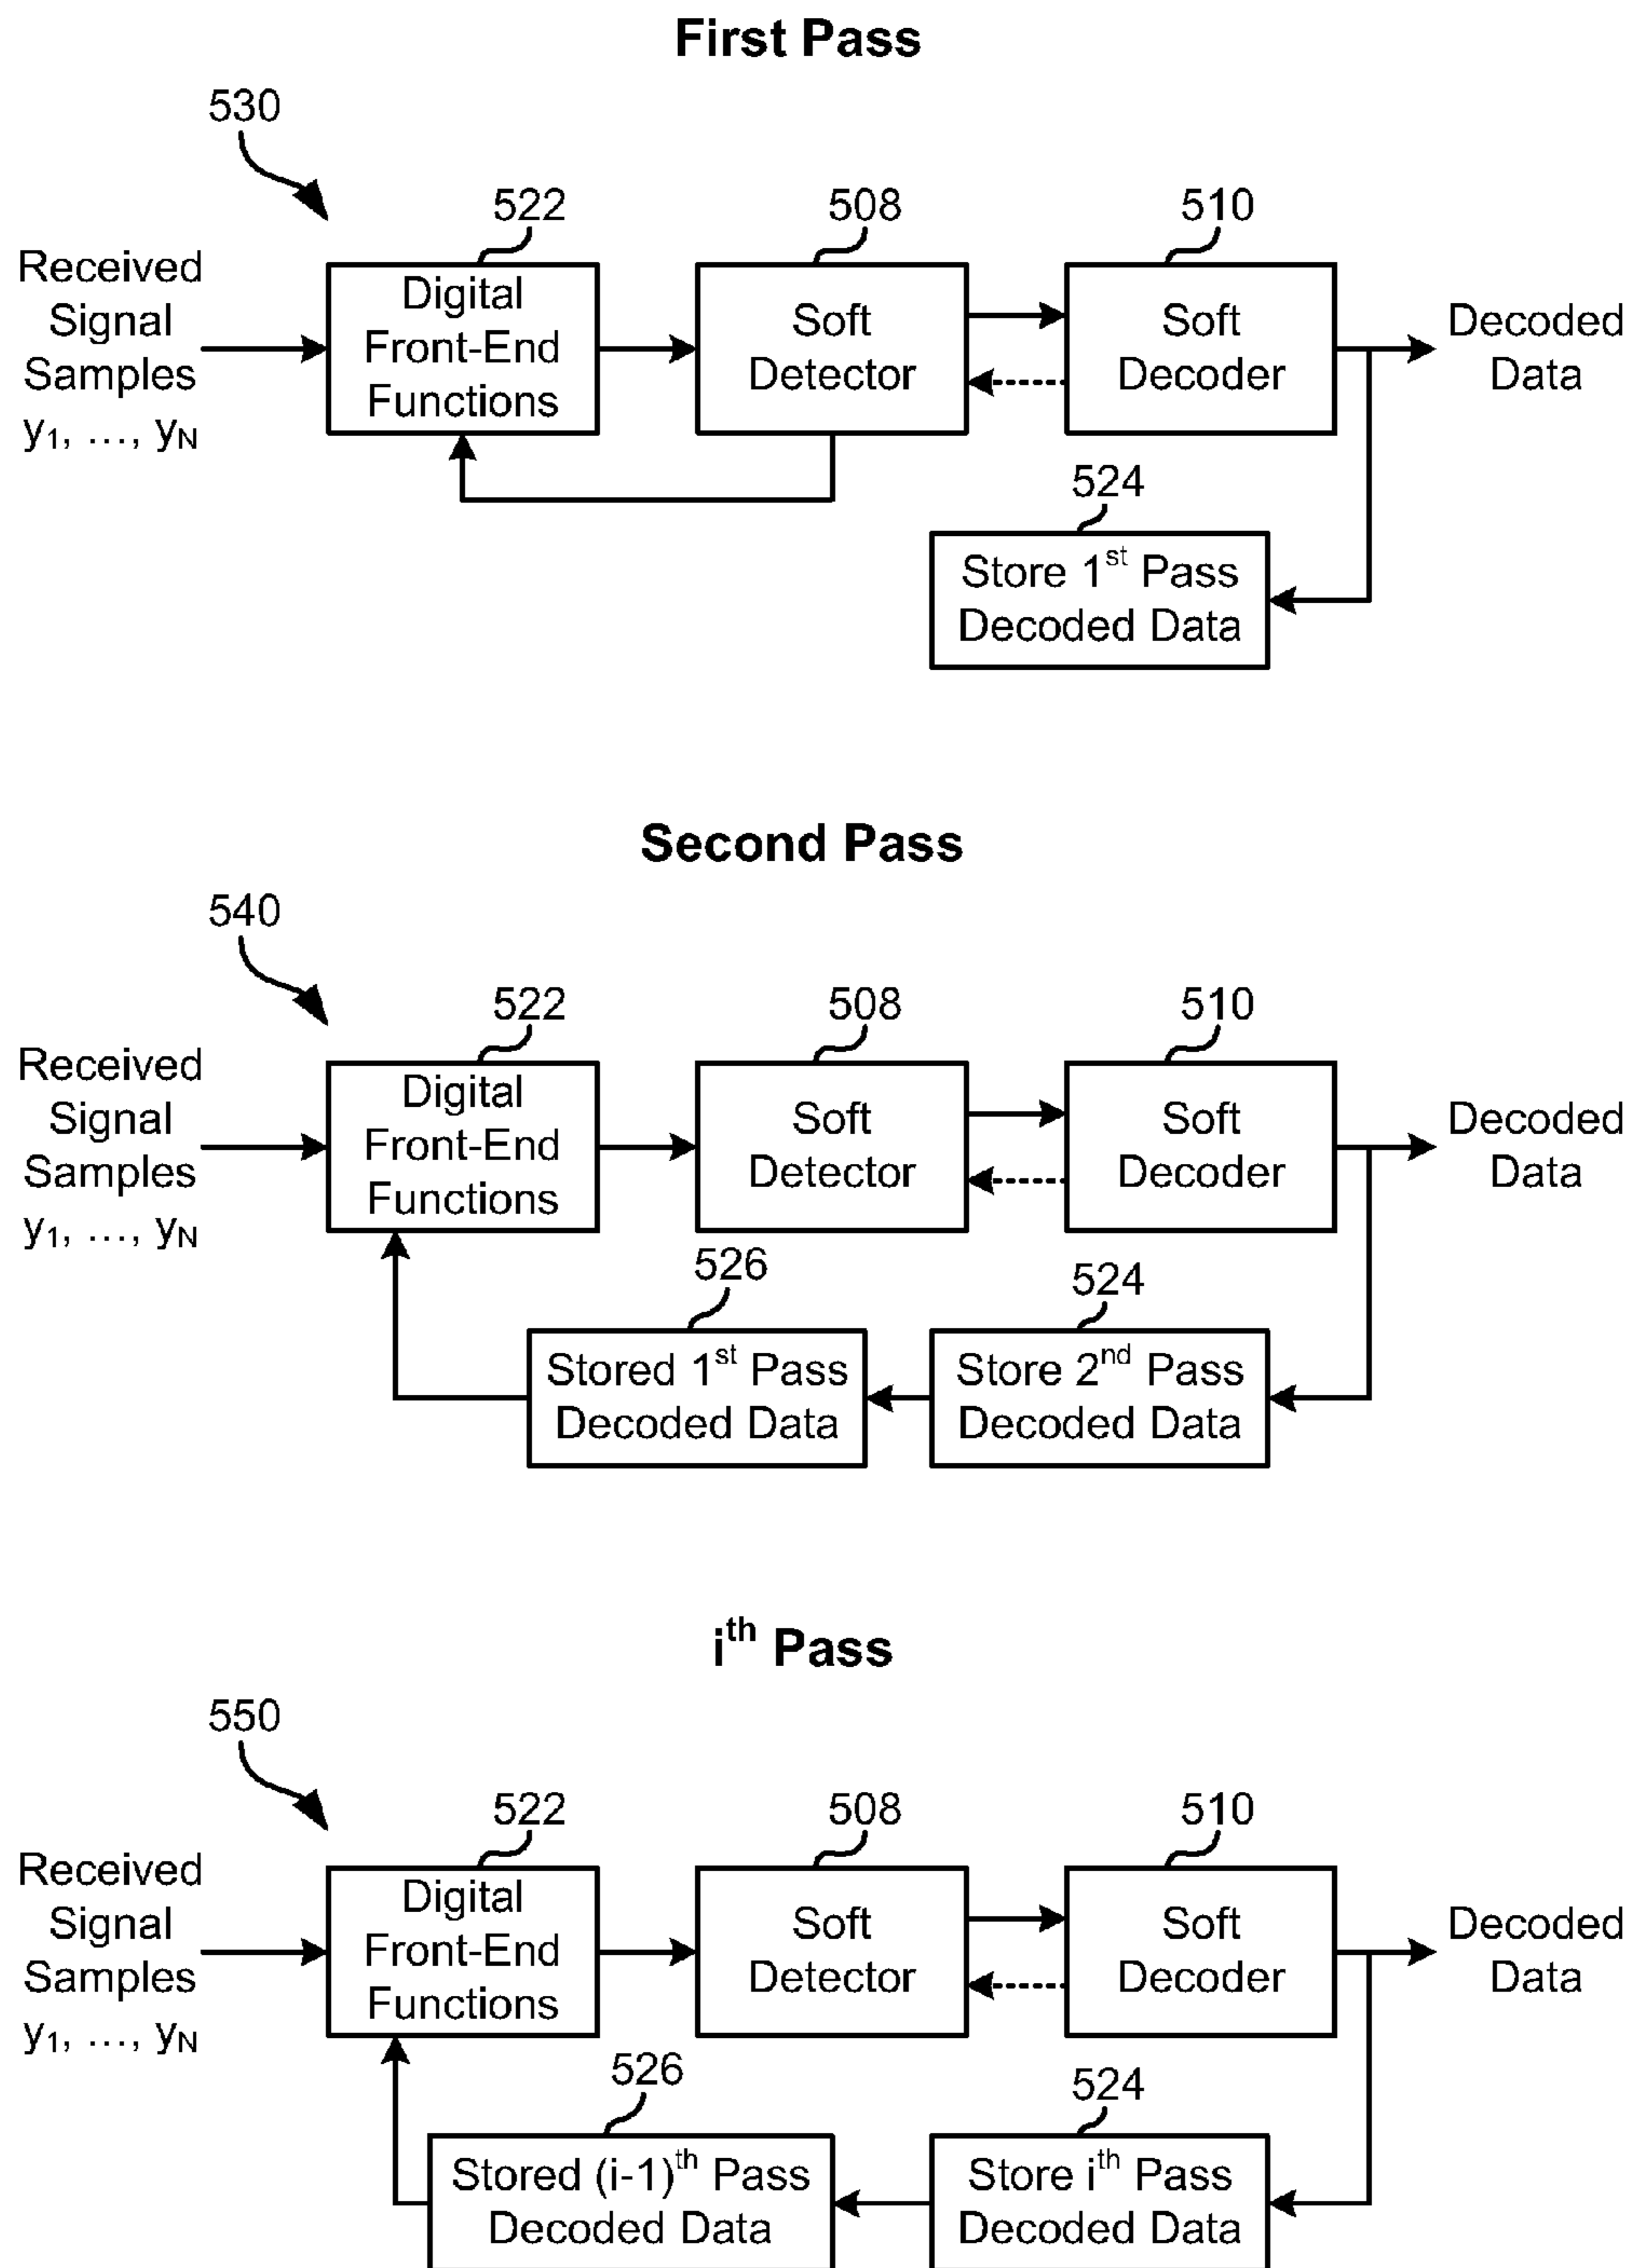 First Pass
530
522
508
510
Received
Signal
Samples
y1, …, yN
Digital
Front-End
Functions
Soft
Detector
Soft
Decoder
Decoded
Data
524
Store 1st Pass
Decoded Data
Second Pass
540
522
508
510
Received
Signal
Samples
y1, …, yN
Digital
Front-End
Functions
Soft
Detector
Soft
Decoder
Decoded
Data
526
524
Stored 1st Pass
Decoded Data
Store 2nd Pass
Decoded Data
ith Pass
550
522
508
510
Received
Signal
Samples
y1, …, yN
Digital
Front-End
Functions
Soft
Detector
Soft
Decoder
Decoded
Data
526
524
Stored (i-1)th Pass
Decoded Data
Store ith Pass
Decoded Data